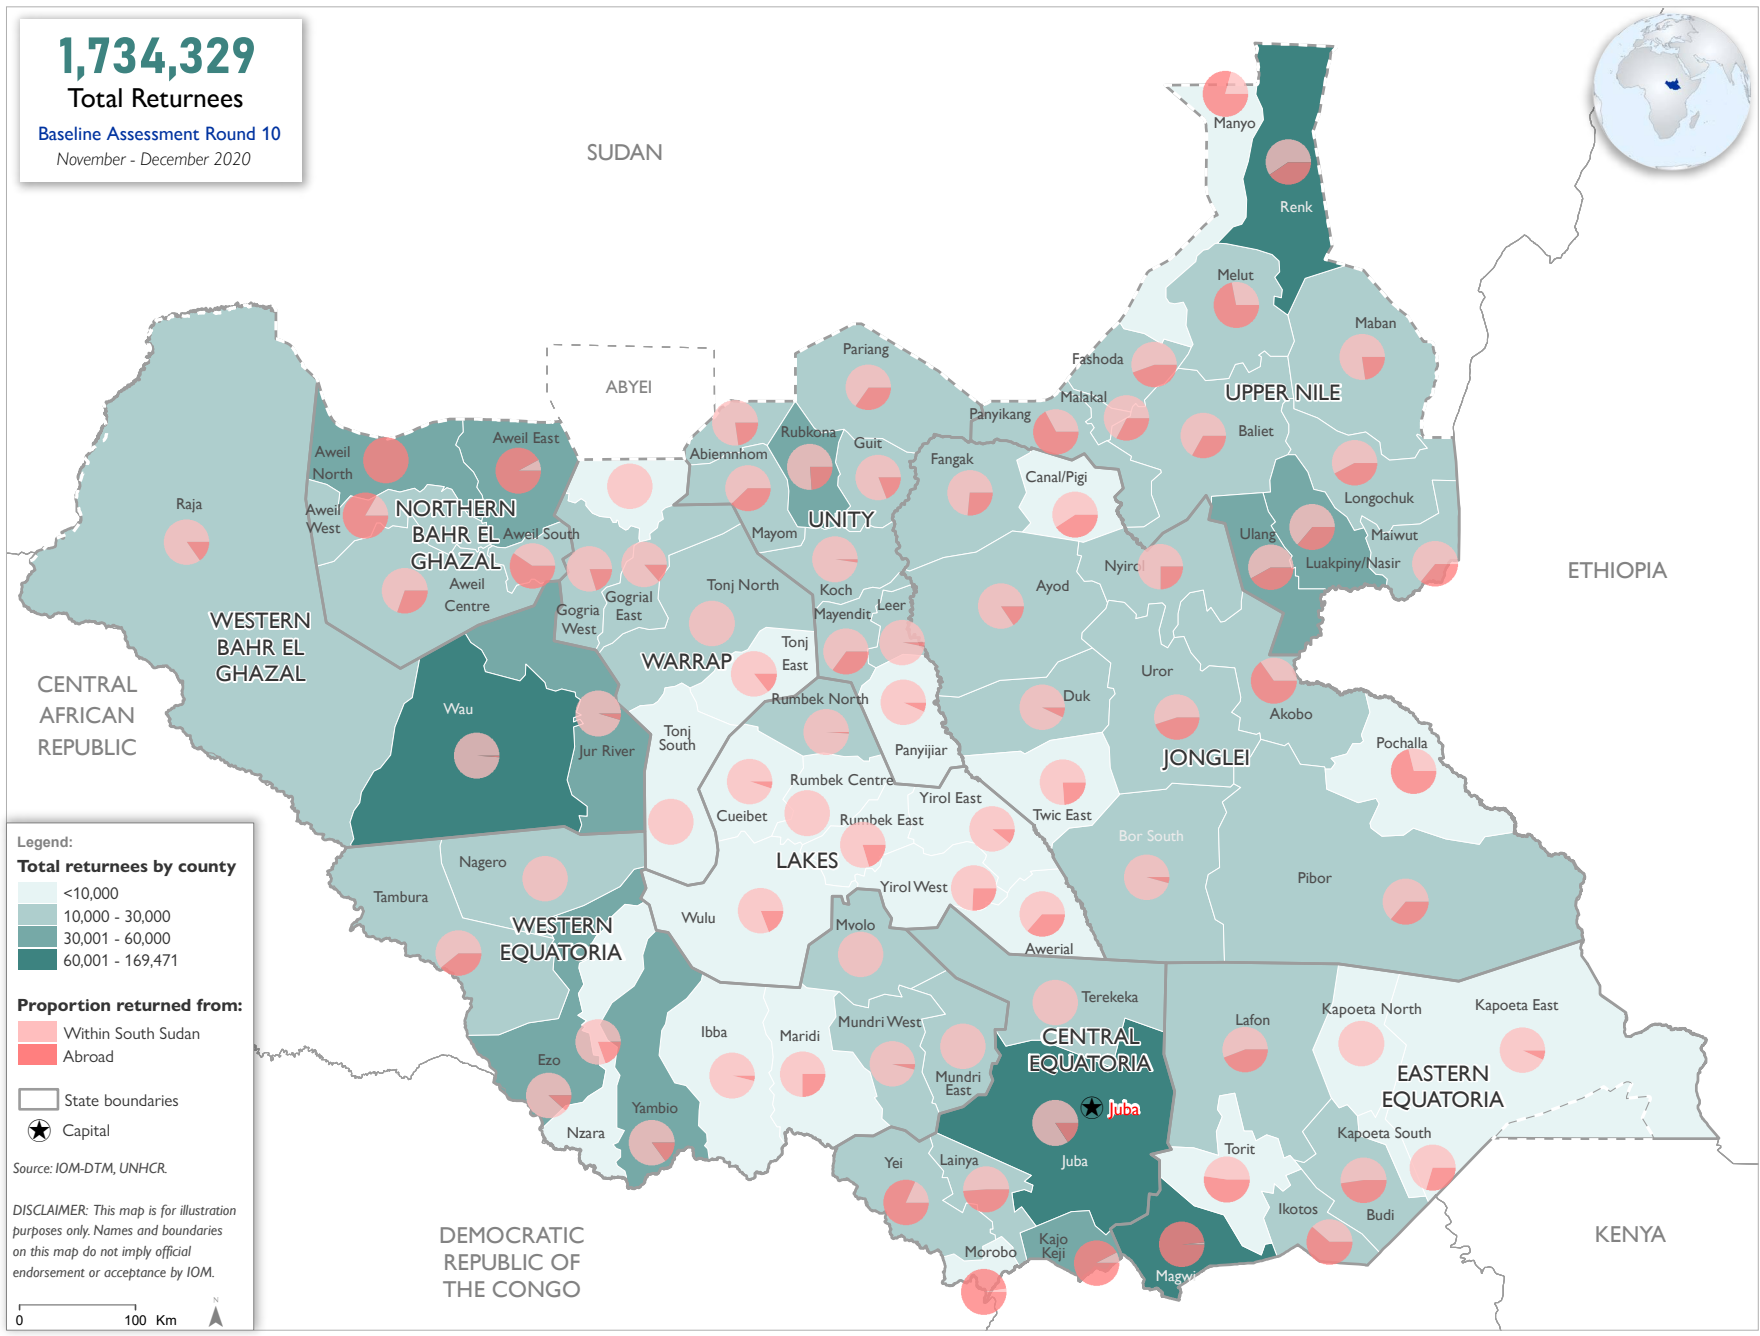 1,734,329
Total Returnees
Baseline Assessment Round 10
November - December 2020
SUDAN
Manyo
Renk
Melut
Maban
Pariang
Fashoda
ABYEI
UPPER NILE
Malakal
Panyikang
Baliet
Aweil East
Rubkona
Guit
Aweil
North
Abiemnhom
Fangak
Canal/Pigi
Longochuk
Raja
Aweil
West
NORTHERN
BAHR EL
GHAZAL
UNITY
Mayom
Aweil South
Ulang
Maiwut
Luakpiny/Nasir
Nyirol
ETHIOPIA
Aweil
Centre
Gogria
West
Gogrial
East
Tonj North
Koch
Ayod
Mayendit
Leer
WESTERN
BAHR EL
GHAZAL
WARRAP
Tonj
East
Uror
CENTRAL
AFRICAN
REPUBLIC
Wau
Rumbek North
Duk
Akobo
Jur River
Tonj
South
Panyijiar
JONGLEI
Pochalla
Rumbek Centre
Yirol East
Cueibet
Rumbek East
Twic East
Bor South
LAKES
Nagero
Tambura
Yirol West
Pibor
Wulu
Mvolo
Awerial
WESTERN
EQUATORIA
Terekeka
Kapoeta North
Kapoeta East
Ibba
Maridi
Mundri West
Lafon
CENTRAL
EQUATORIA
Ezo
Mundri
East
EASTERN
EQUATORIA
Yambio
Juba
Nzara
Kapoeta South
Juba
Torit
Yei
Lainya
Ikotos
Budi
DEMOCRATIC
REPUBLIC OF
THE CONGO
Kajo
Keji
Morobo
Magwi
KENYA
Legend:
Total returnees by county
<10,000
10,000 - 30,000
30,001 - 60,000
60,001 - 169,471
Proportion returned from:
Within South Sudan
Abroad
State boundaries
Capital
Source: IOM-DTM, UNHCR.
DISCLAIMER: This map is for illustration
purposes only. Names and boundaries
on this map do not imply official
endorsement or acceptance by IOM.
N
0 100 Km